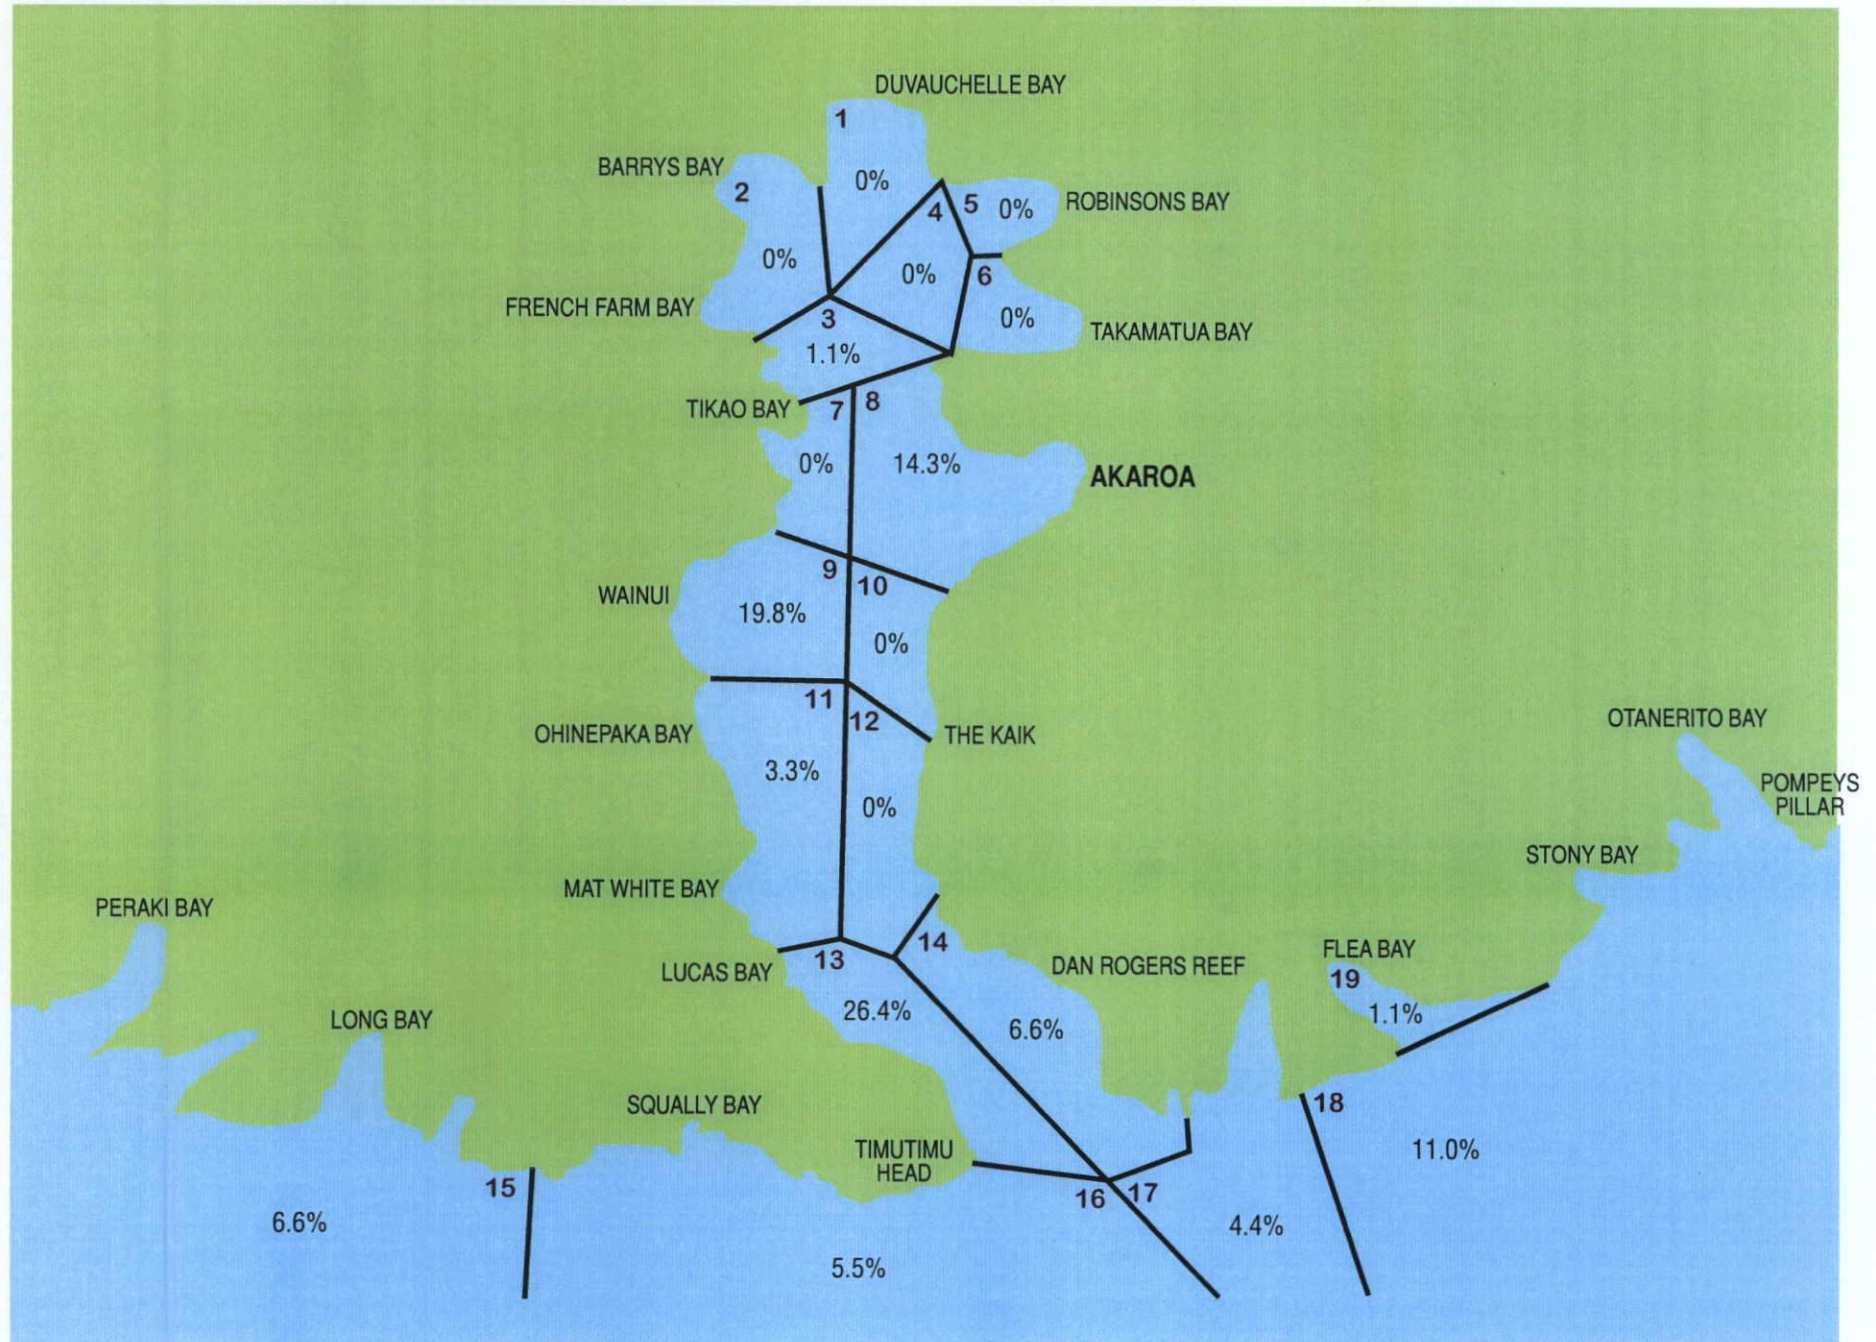 DUVAUCHELLE BAY
1
BARRYS BAY
2
0%
4
5
0%
ROBINSONS BAY
0%
0%
6
FRENCH FARM BAY
3
0%
TAKAMATUA BAY
1.1%
TIKAO BAY
7
8
0%
14.3%
AKAROA
9
10
WAINUI
19.8%
0%
11
12
OHINEPAKA BAY
THE KAIK
3.3%
0%
OTANERITO BAY
POMPEYS
PILLAR
STONY BAY
MAT WHITE BAY
PERAKI BAY
13
14
LUCAS BAY
DAN ROGERS REEF
FLEA BAY
19
26.4%
6.6%
1.1%
LONG BAY
SQUALLY BAY
18
TIMUTIMU
HEAD
11.0%
15
16
17
6.6%
4.4%
5.5%